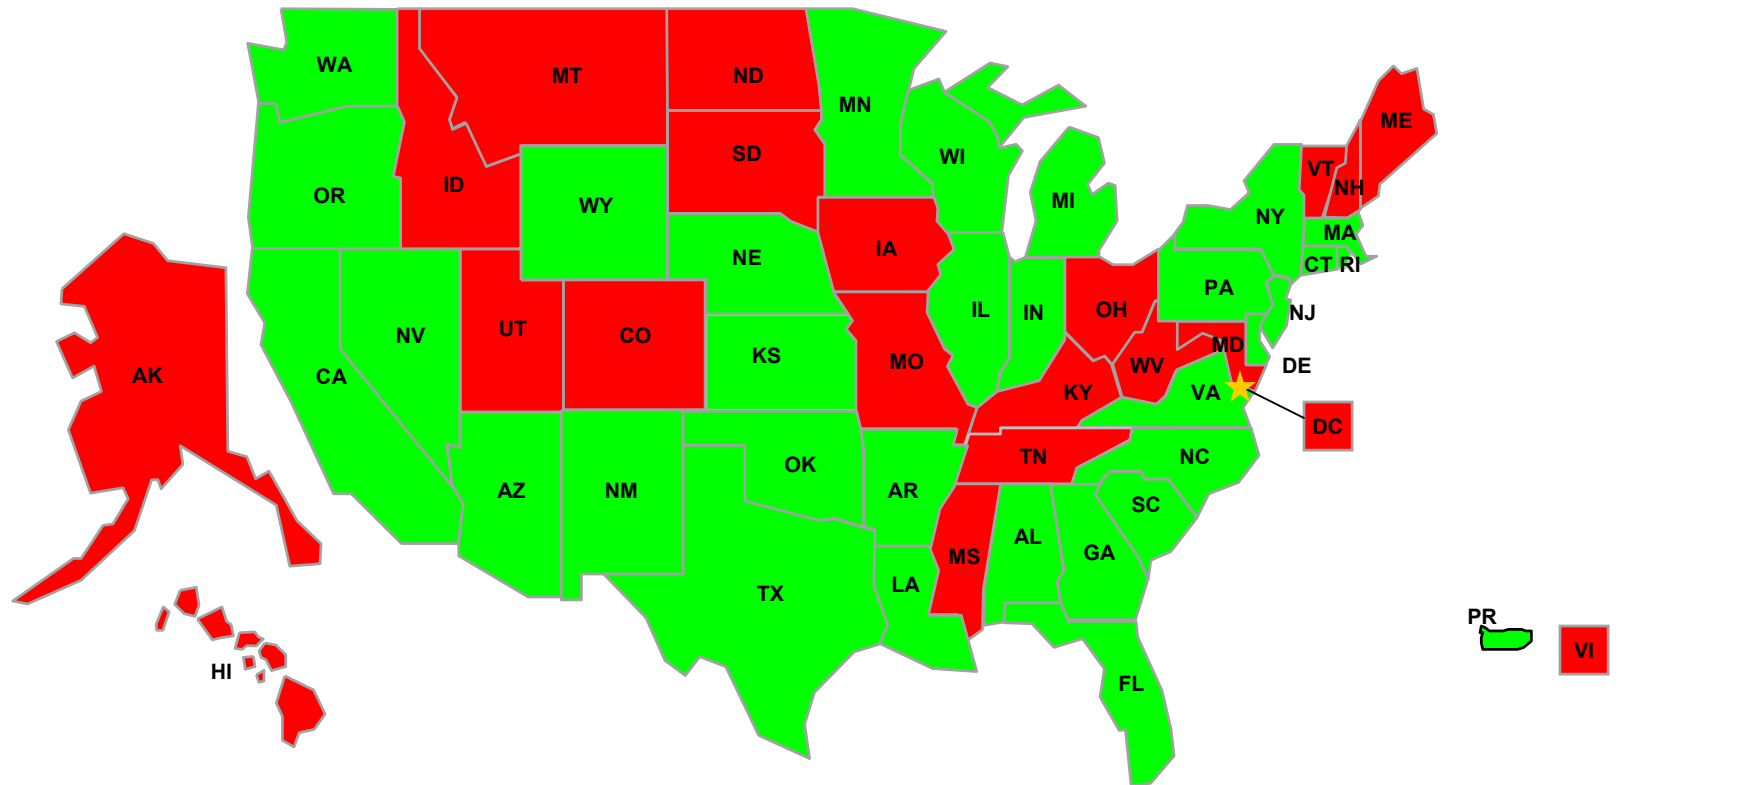 WA
MT
ND
MN
ME
SD
WI
VT
ID
NH
OR
MI
WY
NY
MA
IA
NE
CT
RI
PA
IL
IN
OH
NJ
UT
NV
CO
MD
KS
MO
WV
DE
AK
CA
KY
VA
DC
TN
NC
OK
AZ
NM
AR
SC
AL
GA
MS
LA
TX
PR
VI
HI
FL